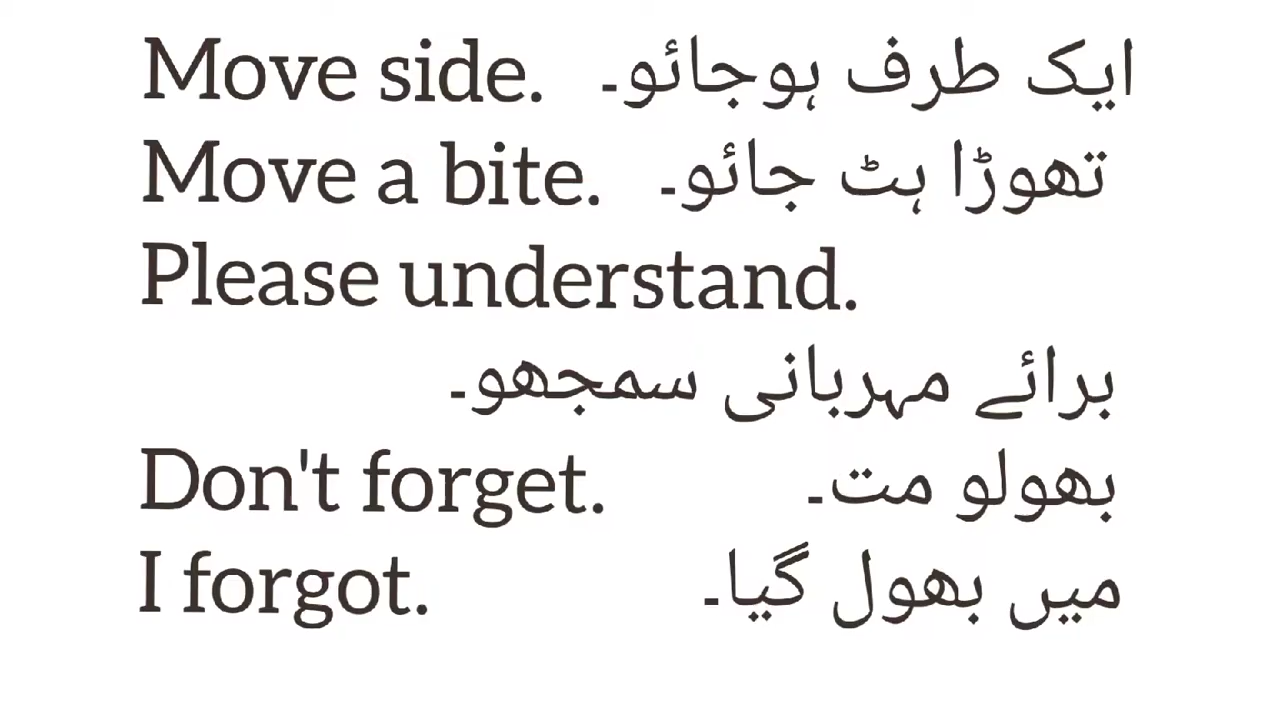 Move side. ایک طرف ہوجائو۔
Move a bite. تھوڑا ہٹ جائو۔
Please understand.
برائے مہربانی سمجھو۔
Don't forget. بھولو مت۔
I forgot. میں بھول گیا۔